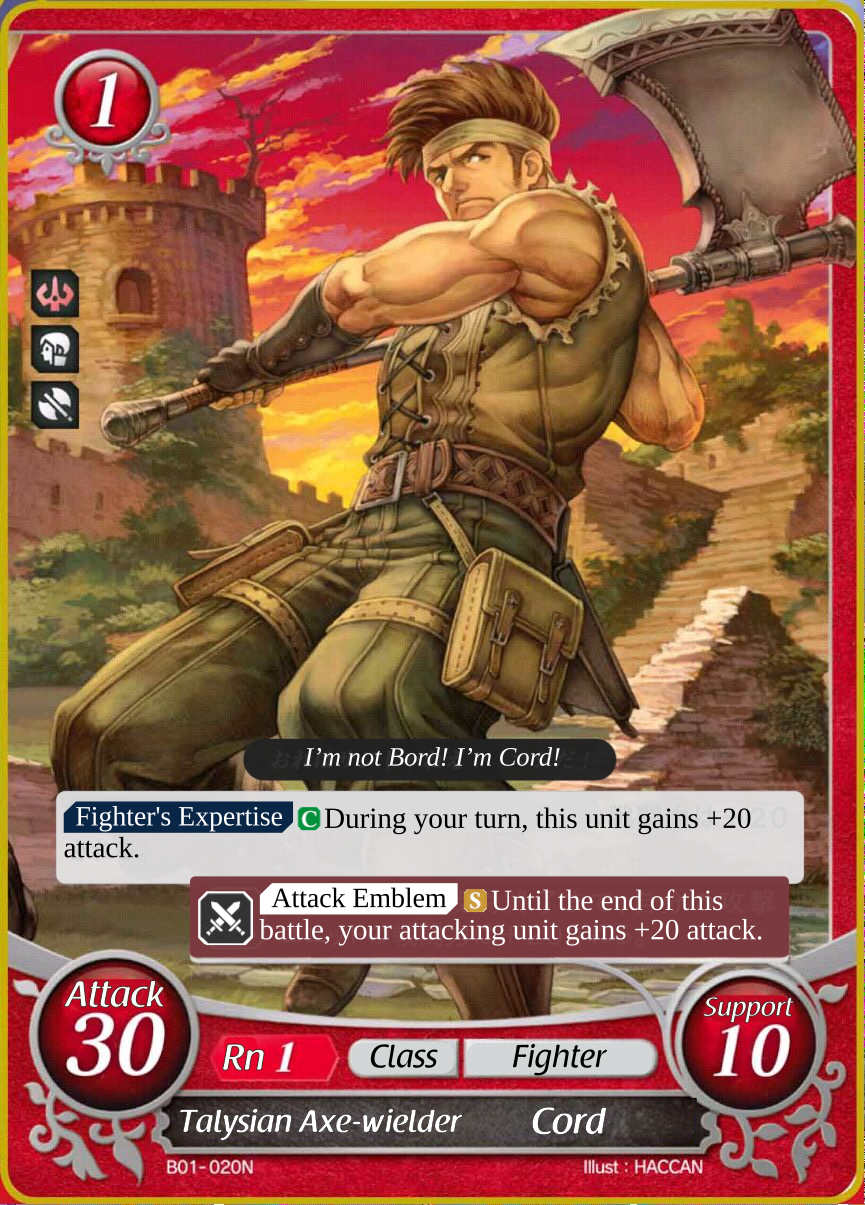 1
I'm not Bord! I'm Cord!
Fighter's Expertise C During your turn, this unit gains +20
attack.
Attack Emblem S Until the end of this
battle, your attacking unit gains +20 attack.
Attack
30
Support
10
Rn 1 Class Fighter
Talysian Axe-wielder Cord
B01-020N Illust : HACCAN